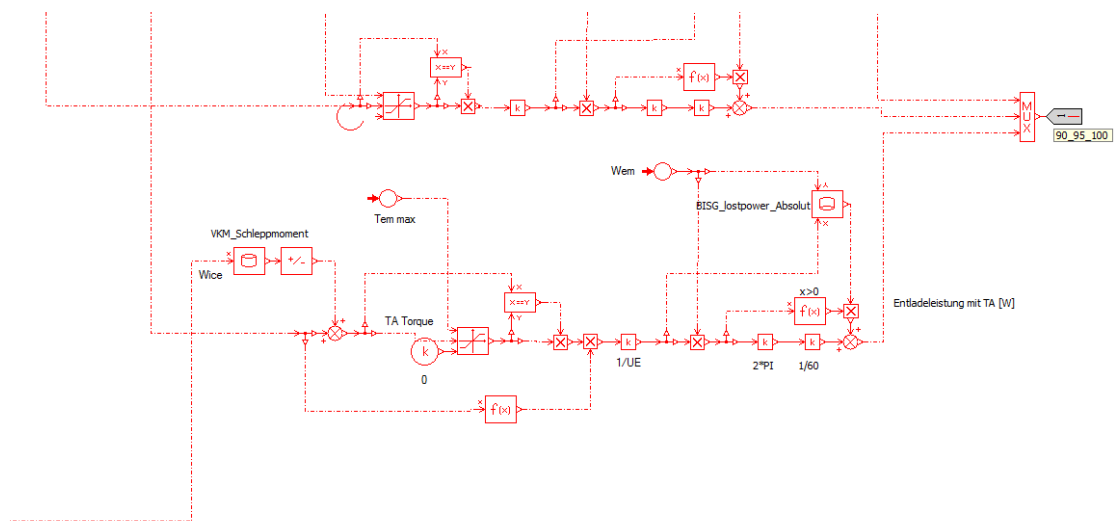 X
X==Y
Y
x
f(x)
k
k
k
+
+
MUX
1
90_95_100
Wem
Y
BISG_lostpower_Absolut
X
Tem max
VKM_Schleppmoment
x
+/-
Wice
X
X==Y
Y
x>0
x
f(x)
Entladeleistung mit TA [W]
+
+
TA Torque
k
0
k
1/UE
k
2*PI
k
1/60
+
+
x
f(x)